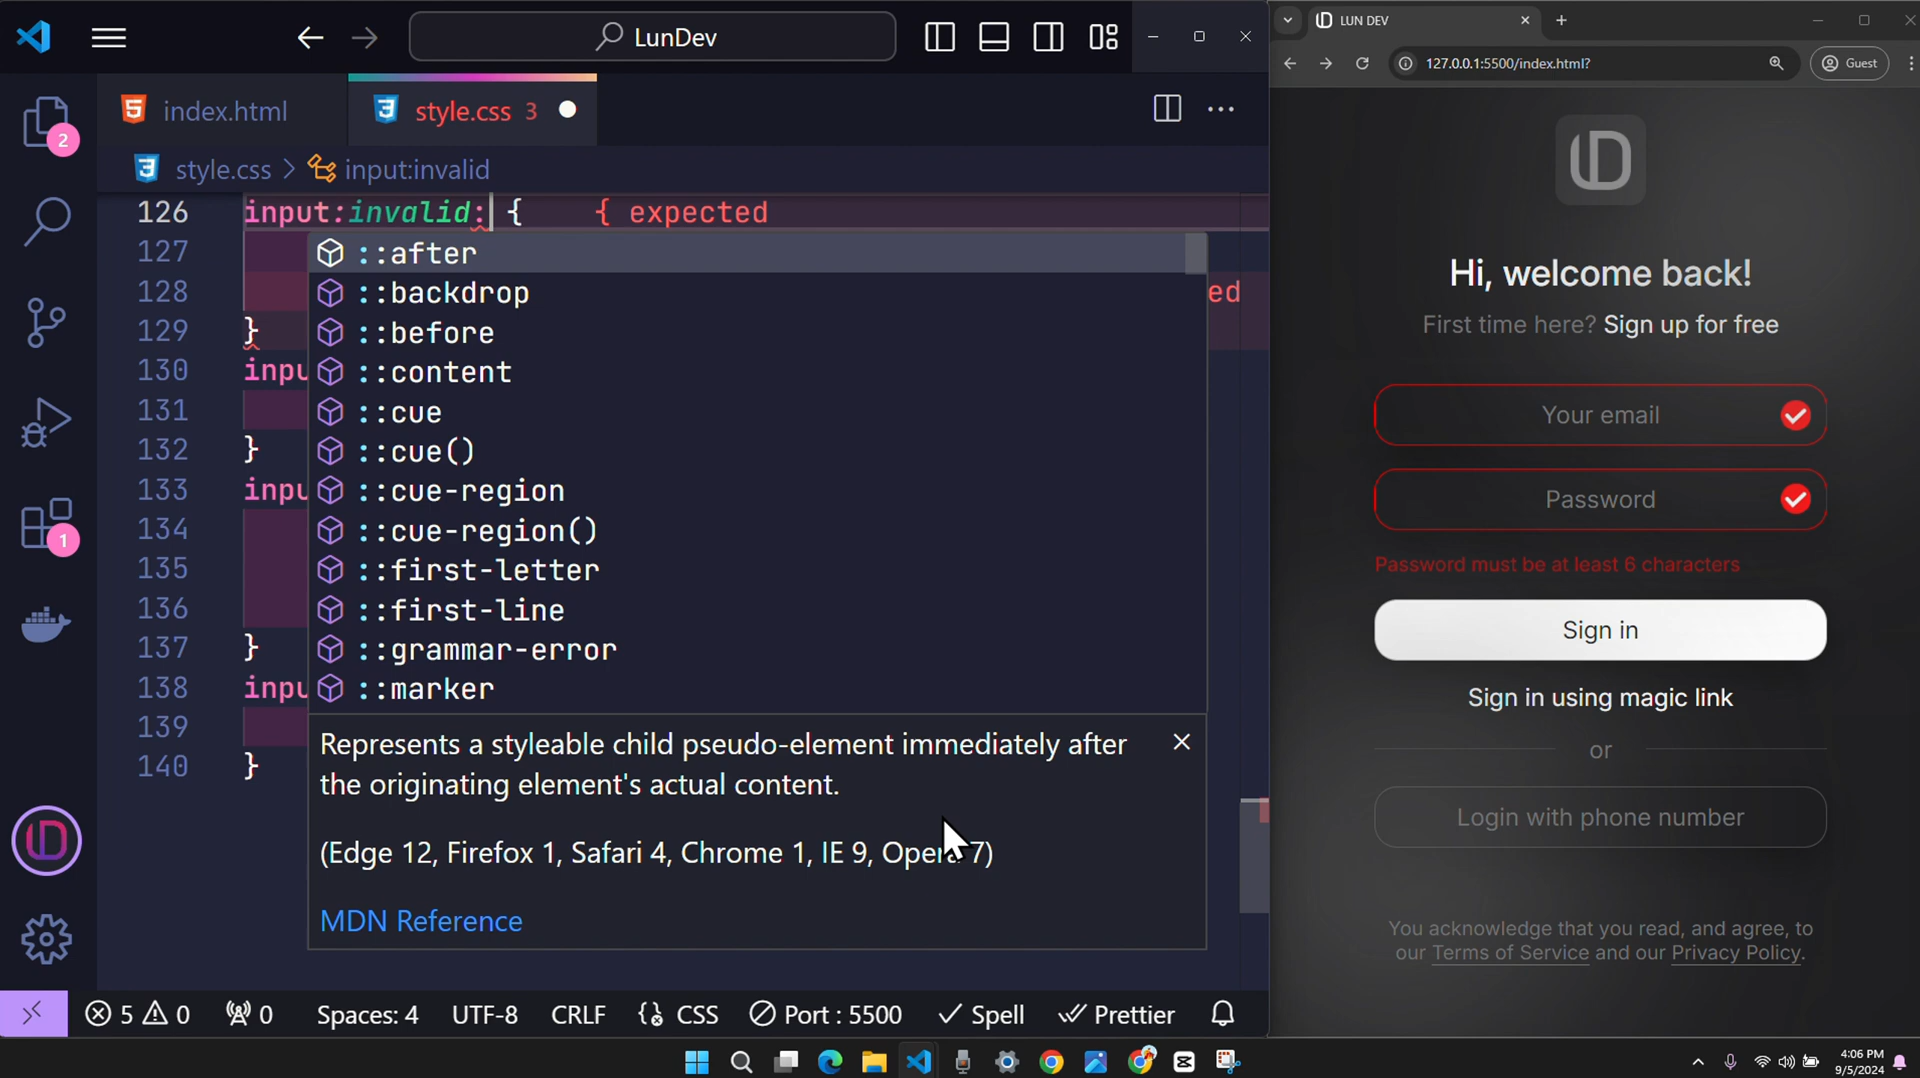 LunDev
index.html
style.css 3
style.css > input:invalid
126 input:invalid: { { expected
127 ::after
::backdrop
128 ed
129 } ::before
130 inpu ::content
131 ::cue
132 } ::cue()
133 inpu ::cue-region
134 ::cue-region()
135 ::first-letter
136 ::first-line
137 } ::grammar-error
138 inpu ::marker
139
140 }
Represents a styleable child pseudo-element immediately after
the originating element's actual content.
(Edge 12, Firefox 1, Safari 4, Chrome 1, IE 9, Opera 7)
MDN Reference
2
1
5 0 0 Spaces: 4 UTF-8 CRLF CSS Port : 5500 Spell Prettier
LUN DEV
127.0.0.1:5500/index.html?
Guest
Hi, welcome back!
First time here? Sign up for free
Your email
Password
Password must be at least 6 characters
Sign in
Sign in using magic link
or
Login with phone number
You acknowledge that you read, and agree, to
our Terms of Service and our Privacy Policy.
4:06 PM
9/5/2024